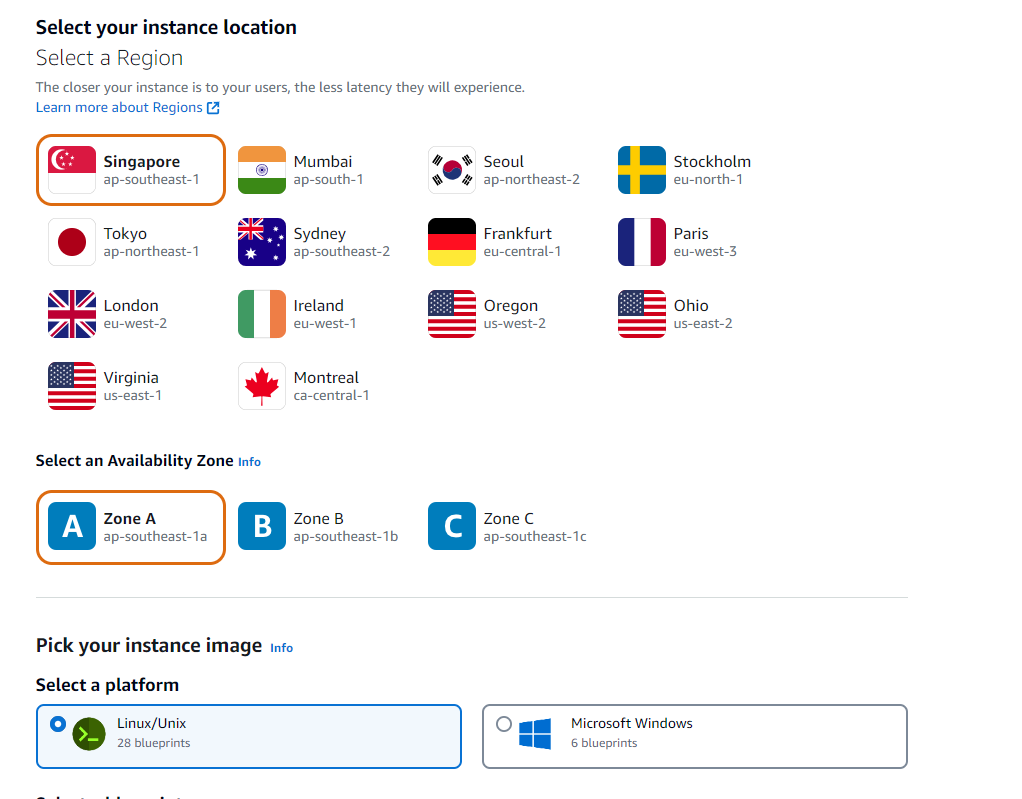 Select your instance location
Select a Region
The closer your instance is to your users, the less latency they will experience.
Learn more about Regions
Singapore
ap-southeast-1
Mumbai
ap-south-1
Seoul
ap-northeast-2
Stockholm
eu-north-1
Tokyo
ap-northeast-1
Sydney
ap-southeast-2
Frankfurt
eu-central-1
Paris
eu-west-3
London
eu-west-2
Ireland
eu-west-1
Oregon
us-west-2
Ohio
us-east-2
Virginia
us-east-1
Montreal
ca-central-1
Select an Availability Zone Info
A
Zone A
ap-southeast-1a
B
Zone B
ap-southeast-1b
C
Zone C
ap-southeast-1c
Pick your instance image Info
Select a platform
Linux/Unix
28 blueprints
Microsoft Windows
6 blueprints